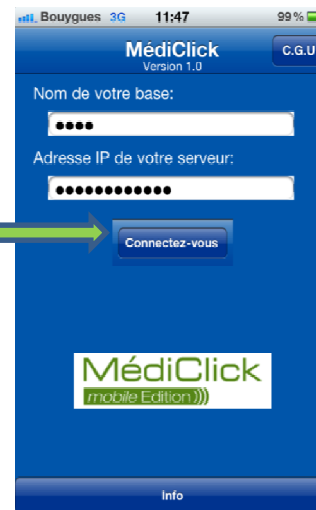 Bouygues 3G 11:47 99 %
MédiClick
Version 1.0
C.G.U
Nom de votre base:
●●●●
Adresse IP de votre serveur:
●●●●●●●●●●●●
Connectez-vous
MédiClick
mobile Edition)))
Info